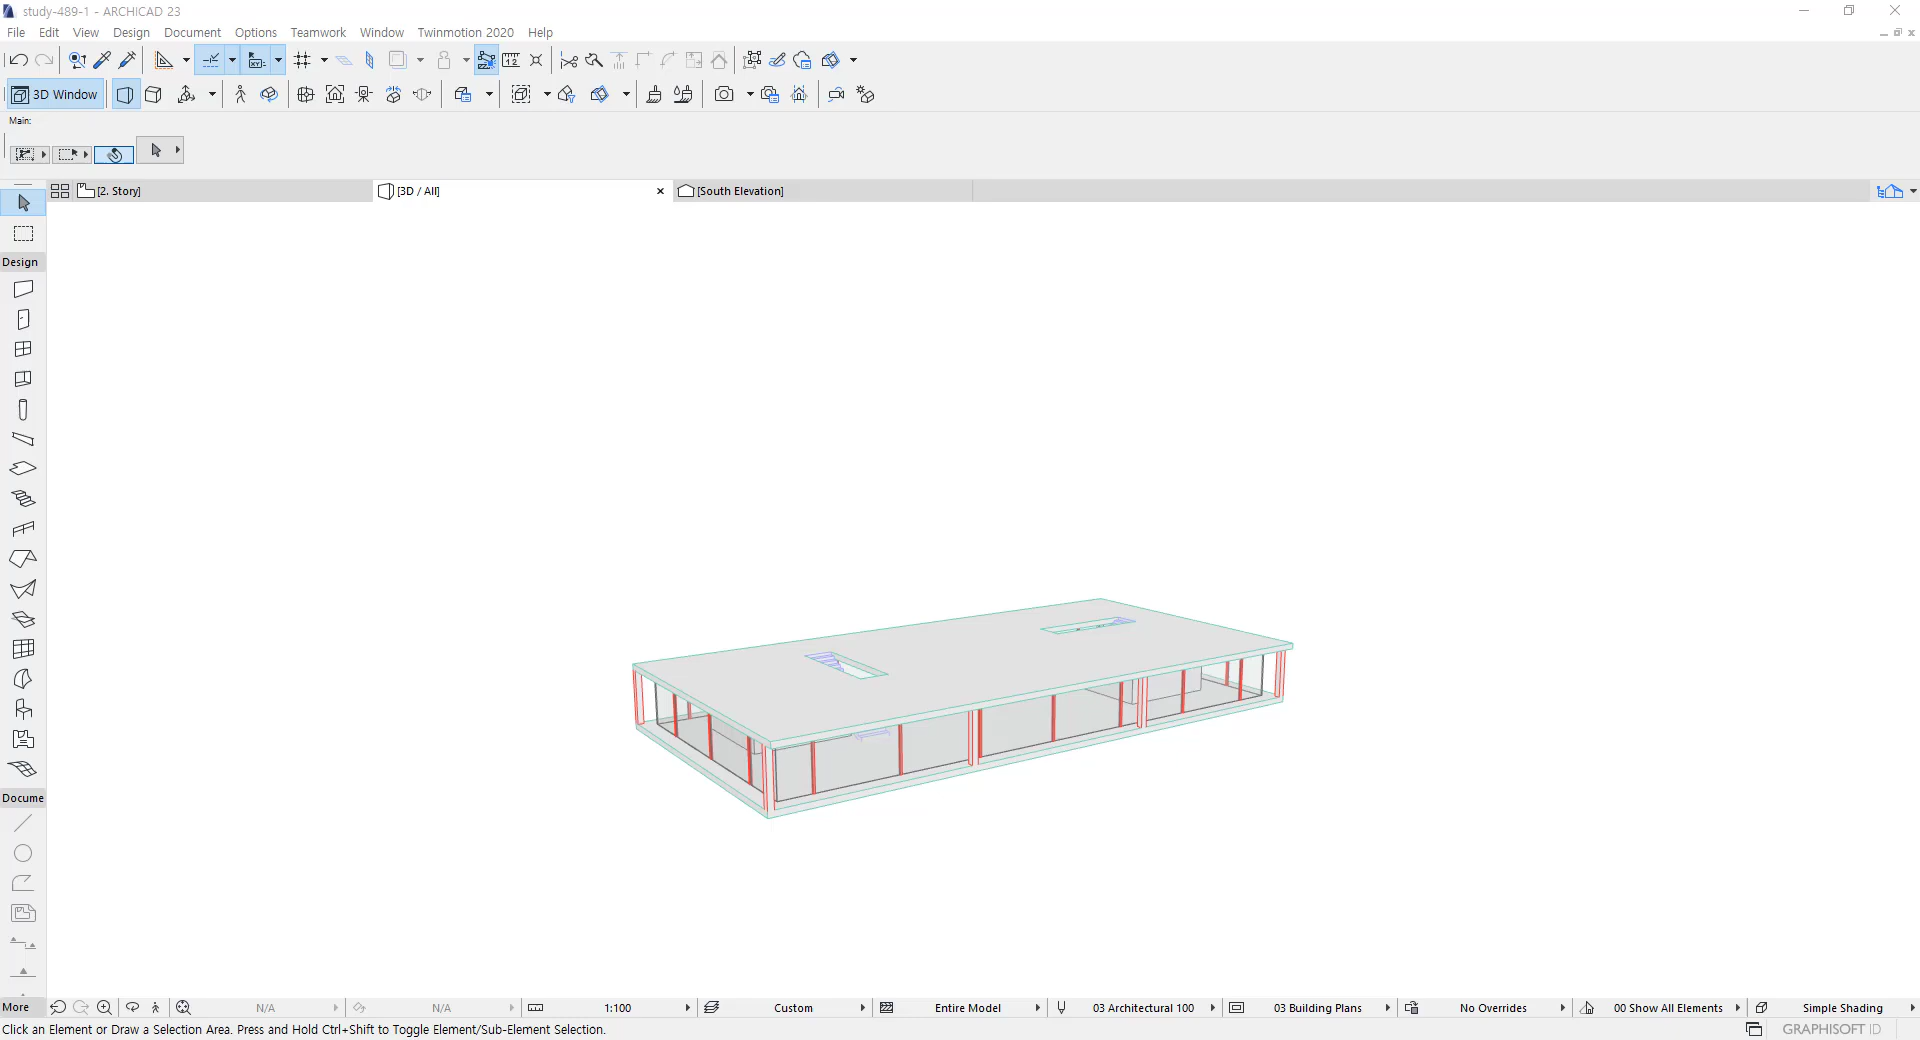 study-489-1 - ARCHICAD 23
File Edit View Design Document Options Teamwork Window Twinmotion 2020 Help
3D Window
Main:
[2. Story] [3D / All] [South Elevation]
Design
Docume
More N/A N/A 1:100 Custom Entire Model 03 Architectural 100 03 Building Plans No Overrides 00 Show All Elements Simple Shading
Click an Element or Draw a Selection Area. Press and Hold Ctrl+Shift to Toggle Element/Sub-Element Selection.
GRAPHISOFT ID